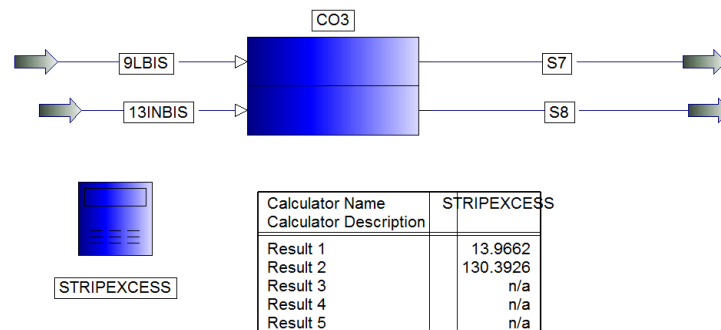 CO3
9LBIS
S7
13INBIS
S8
STRIPEXCESS
Calculator Name STRIPEXCESS
Calculator Description
Result 1 13.9662
Result 2 130.3926
Result 3 n/a
Result 4 n/a
Result 5 n/a